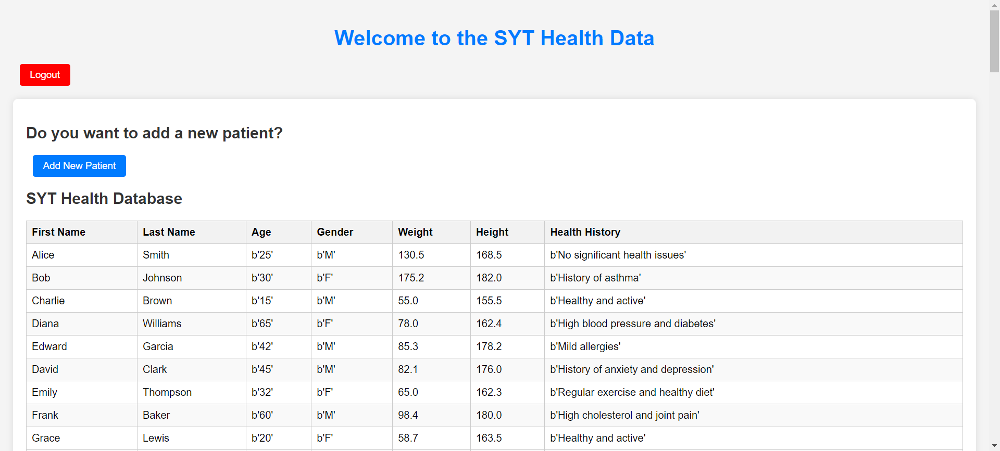 Welcome to the SYT Health Data
Logout
Do you want to add a new patient?
Add New Patient
SYT Health Database
First Name Last Name Age Gender Weight Height Health History
Alice Smith b'25' b'M' 130.5 168.5 b'No significant health issues'
Bob Johnson b'30' b'F' 175.2 182.0 b'History of asthma'
Charlie Brown b'15' b'M' 55.0 155.5 b'Healthy and active'
Diana Williams b'65' b'F' 78.0 162.4 b'High blood pressure and diabetes'
Edward Garcia b'42' b'M' 85.3 178.2 b'Mild allergies'
David Clark b'45' b'M' 82.1 176.0 b'History of anxiety and depression'
Emily Thompson b'32' b'F' 65.0 162.3 b'Regular exercise and healthy diet'
Frank Baker b'60' b'M' 98.4 180.0 b'High cholesterol and joint pain'
Grace Lewis b'20' b'F' 58.7 163.5 b'Healthy and active'